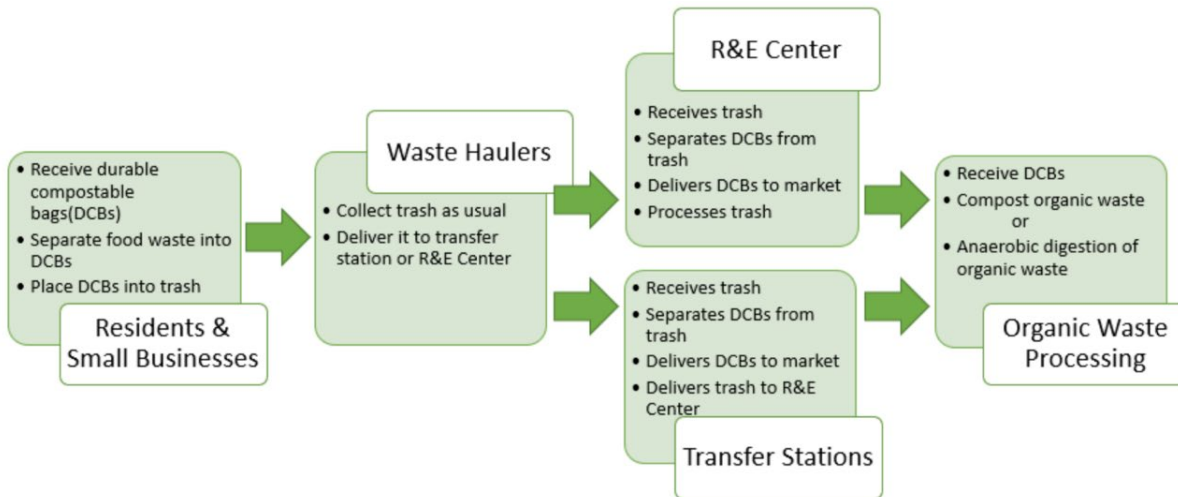 • Receive durable
compostable
bags(DCBs)
• Separate food waste into
DCBs
• Place DCBs into trash
Residents &
Small Businesses
Waste Haulers
• Collect trash as usual
• Deliver it to transfer
station or R&E Center
R&E Center
• Receives trash
• Separates DCBs from
trash
• Delivers DCBs to market
• Processes trash
• Receives trash
• Separates DCBs from
trash
• Delivers DCBs to market
• Delivers trash to R&E
Center
Transfer Stations
• Receive DCBs
• Compost organic waste
or
• Anaerobic digestion of
organic waste
Organic Waste
Processing